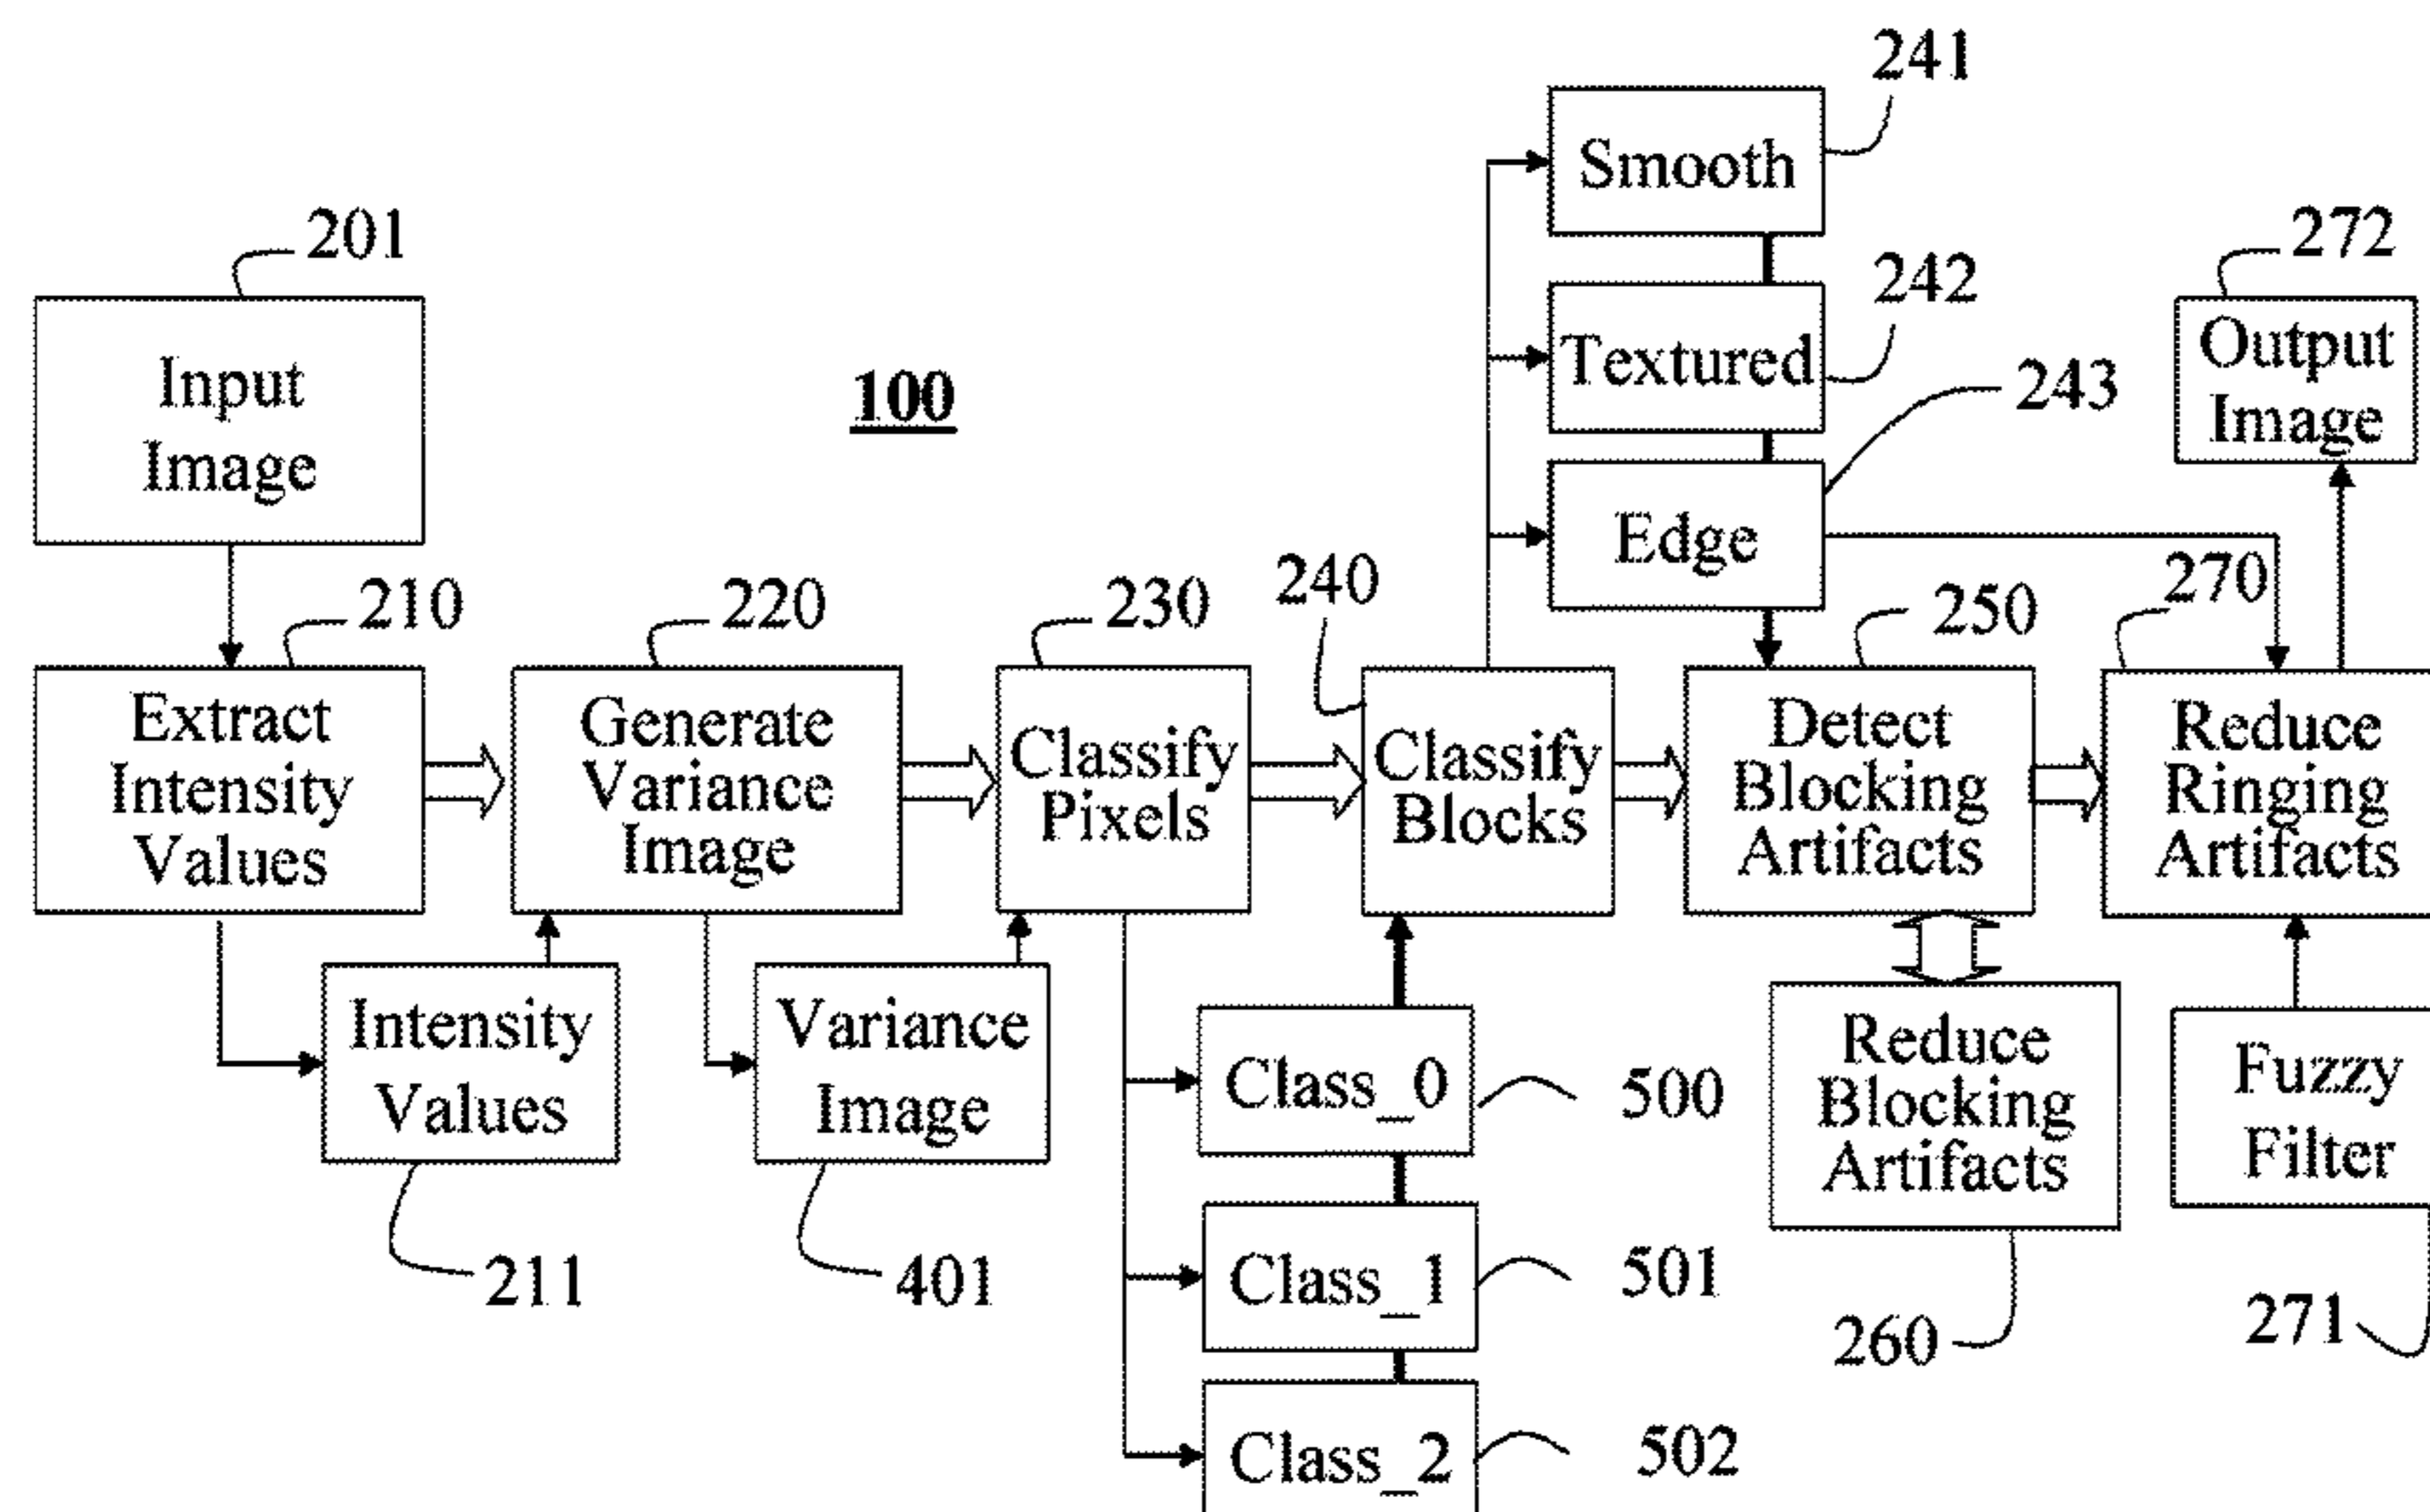 241
Smooth
201
272
242
Textured
Output
Image
100
243
Input
Image
Edge
240
270
210
220
230
250
Extract
Intensity
Values
Generate
Variance
Image
Classify
Pixels
Classify
Blocks
Detect
Blocking
Artifacts
Reduce
Ringing
Artifacts
Intensity
Values
Variance
Image
Class_0
500
Reduce
Blocking
Artifacts
Fuzzy
Filter
211
401
Class_1
501
260
271
Class_2
502